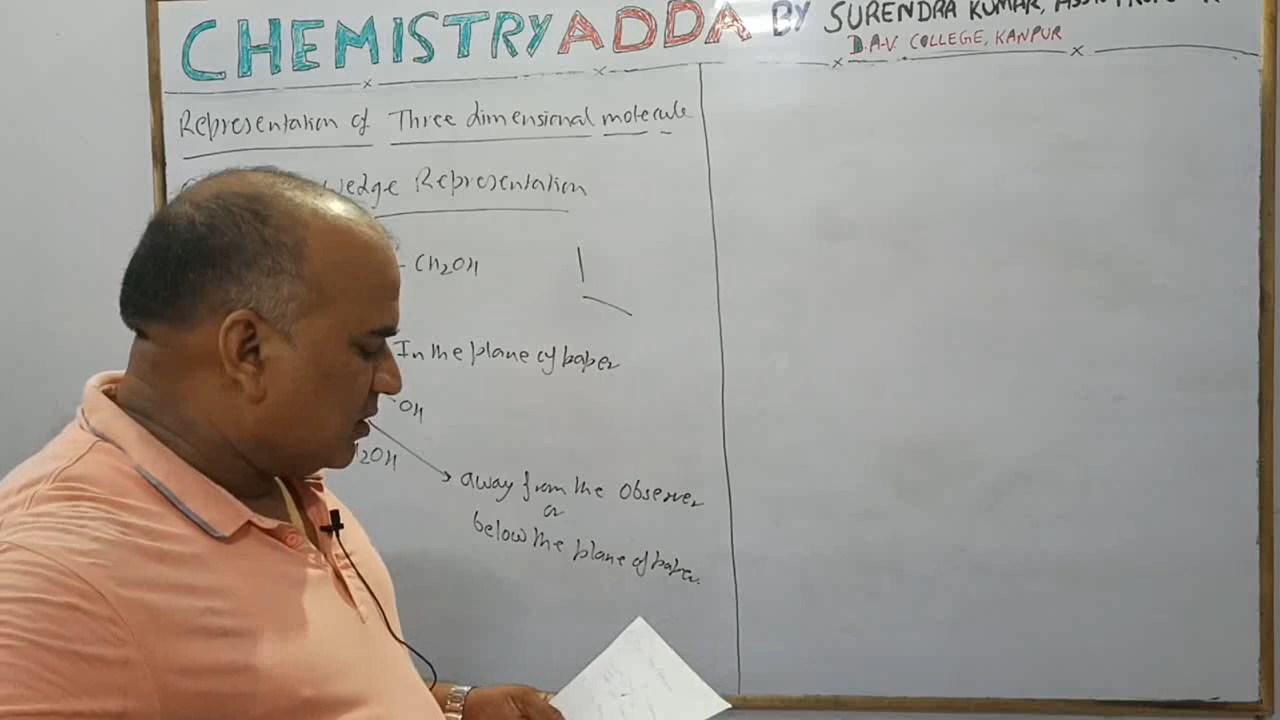 CHEMISTRY ADDA BY SURENDRA KUMAR,
D.A-V. COLLEGE, KANPUR
Representation of Three dimensional molecule
wedge Representation
- CH2OH
In the plane of paper
OH
2OH
away from the observer
or
below the plane of paper.